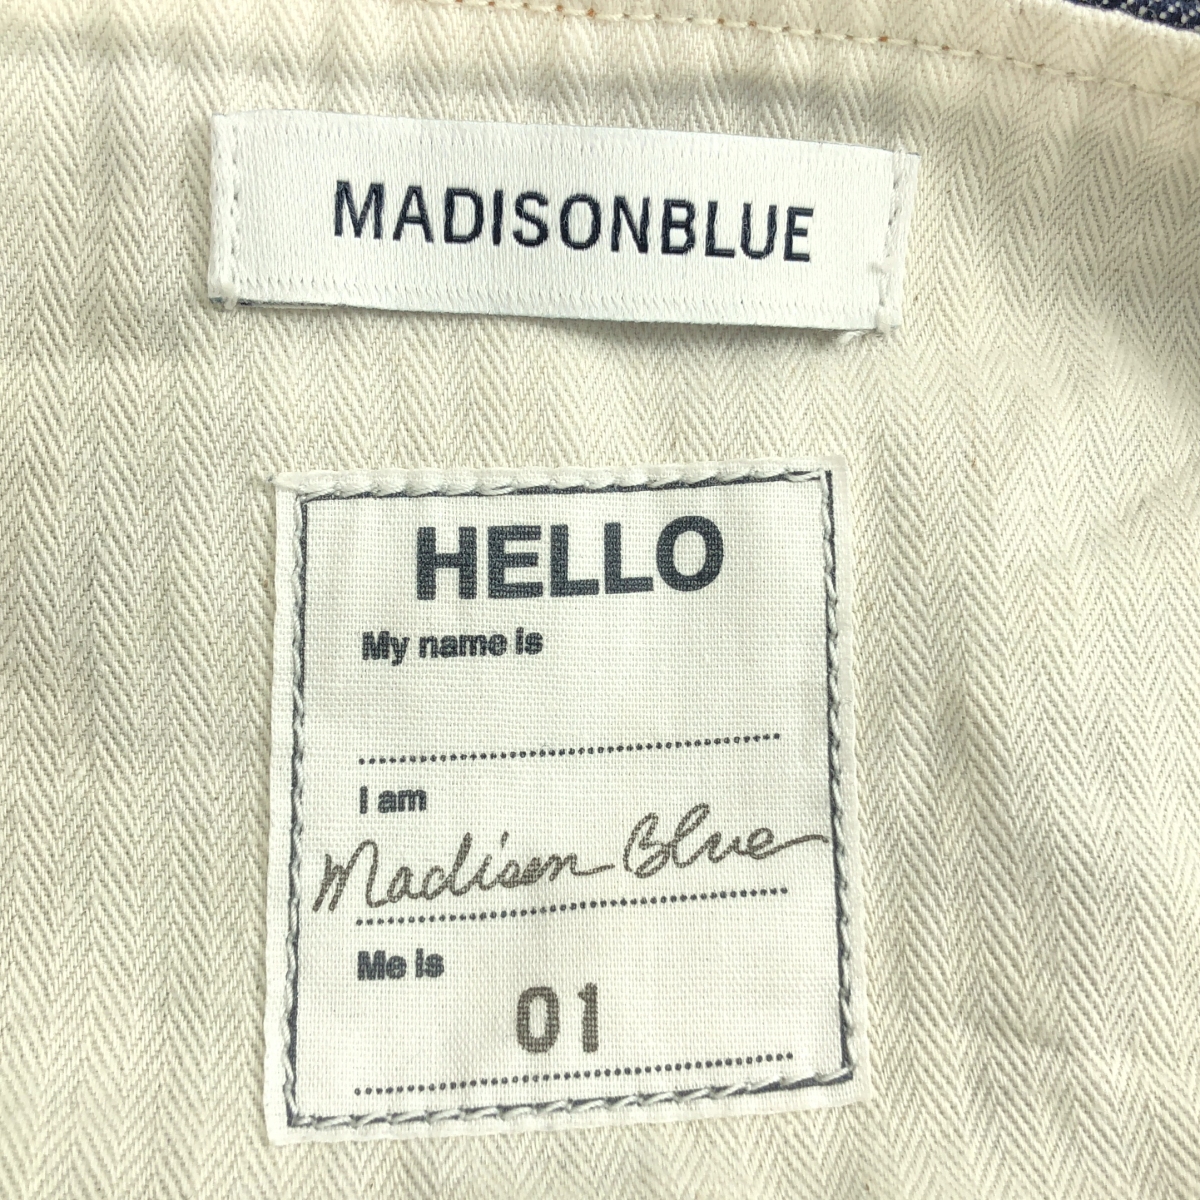 MADISONBLUE
HELLO
My name is
I am
Madison Blue
Me is
01